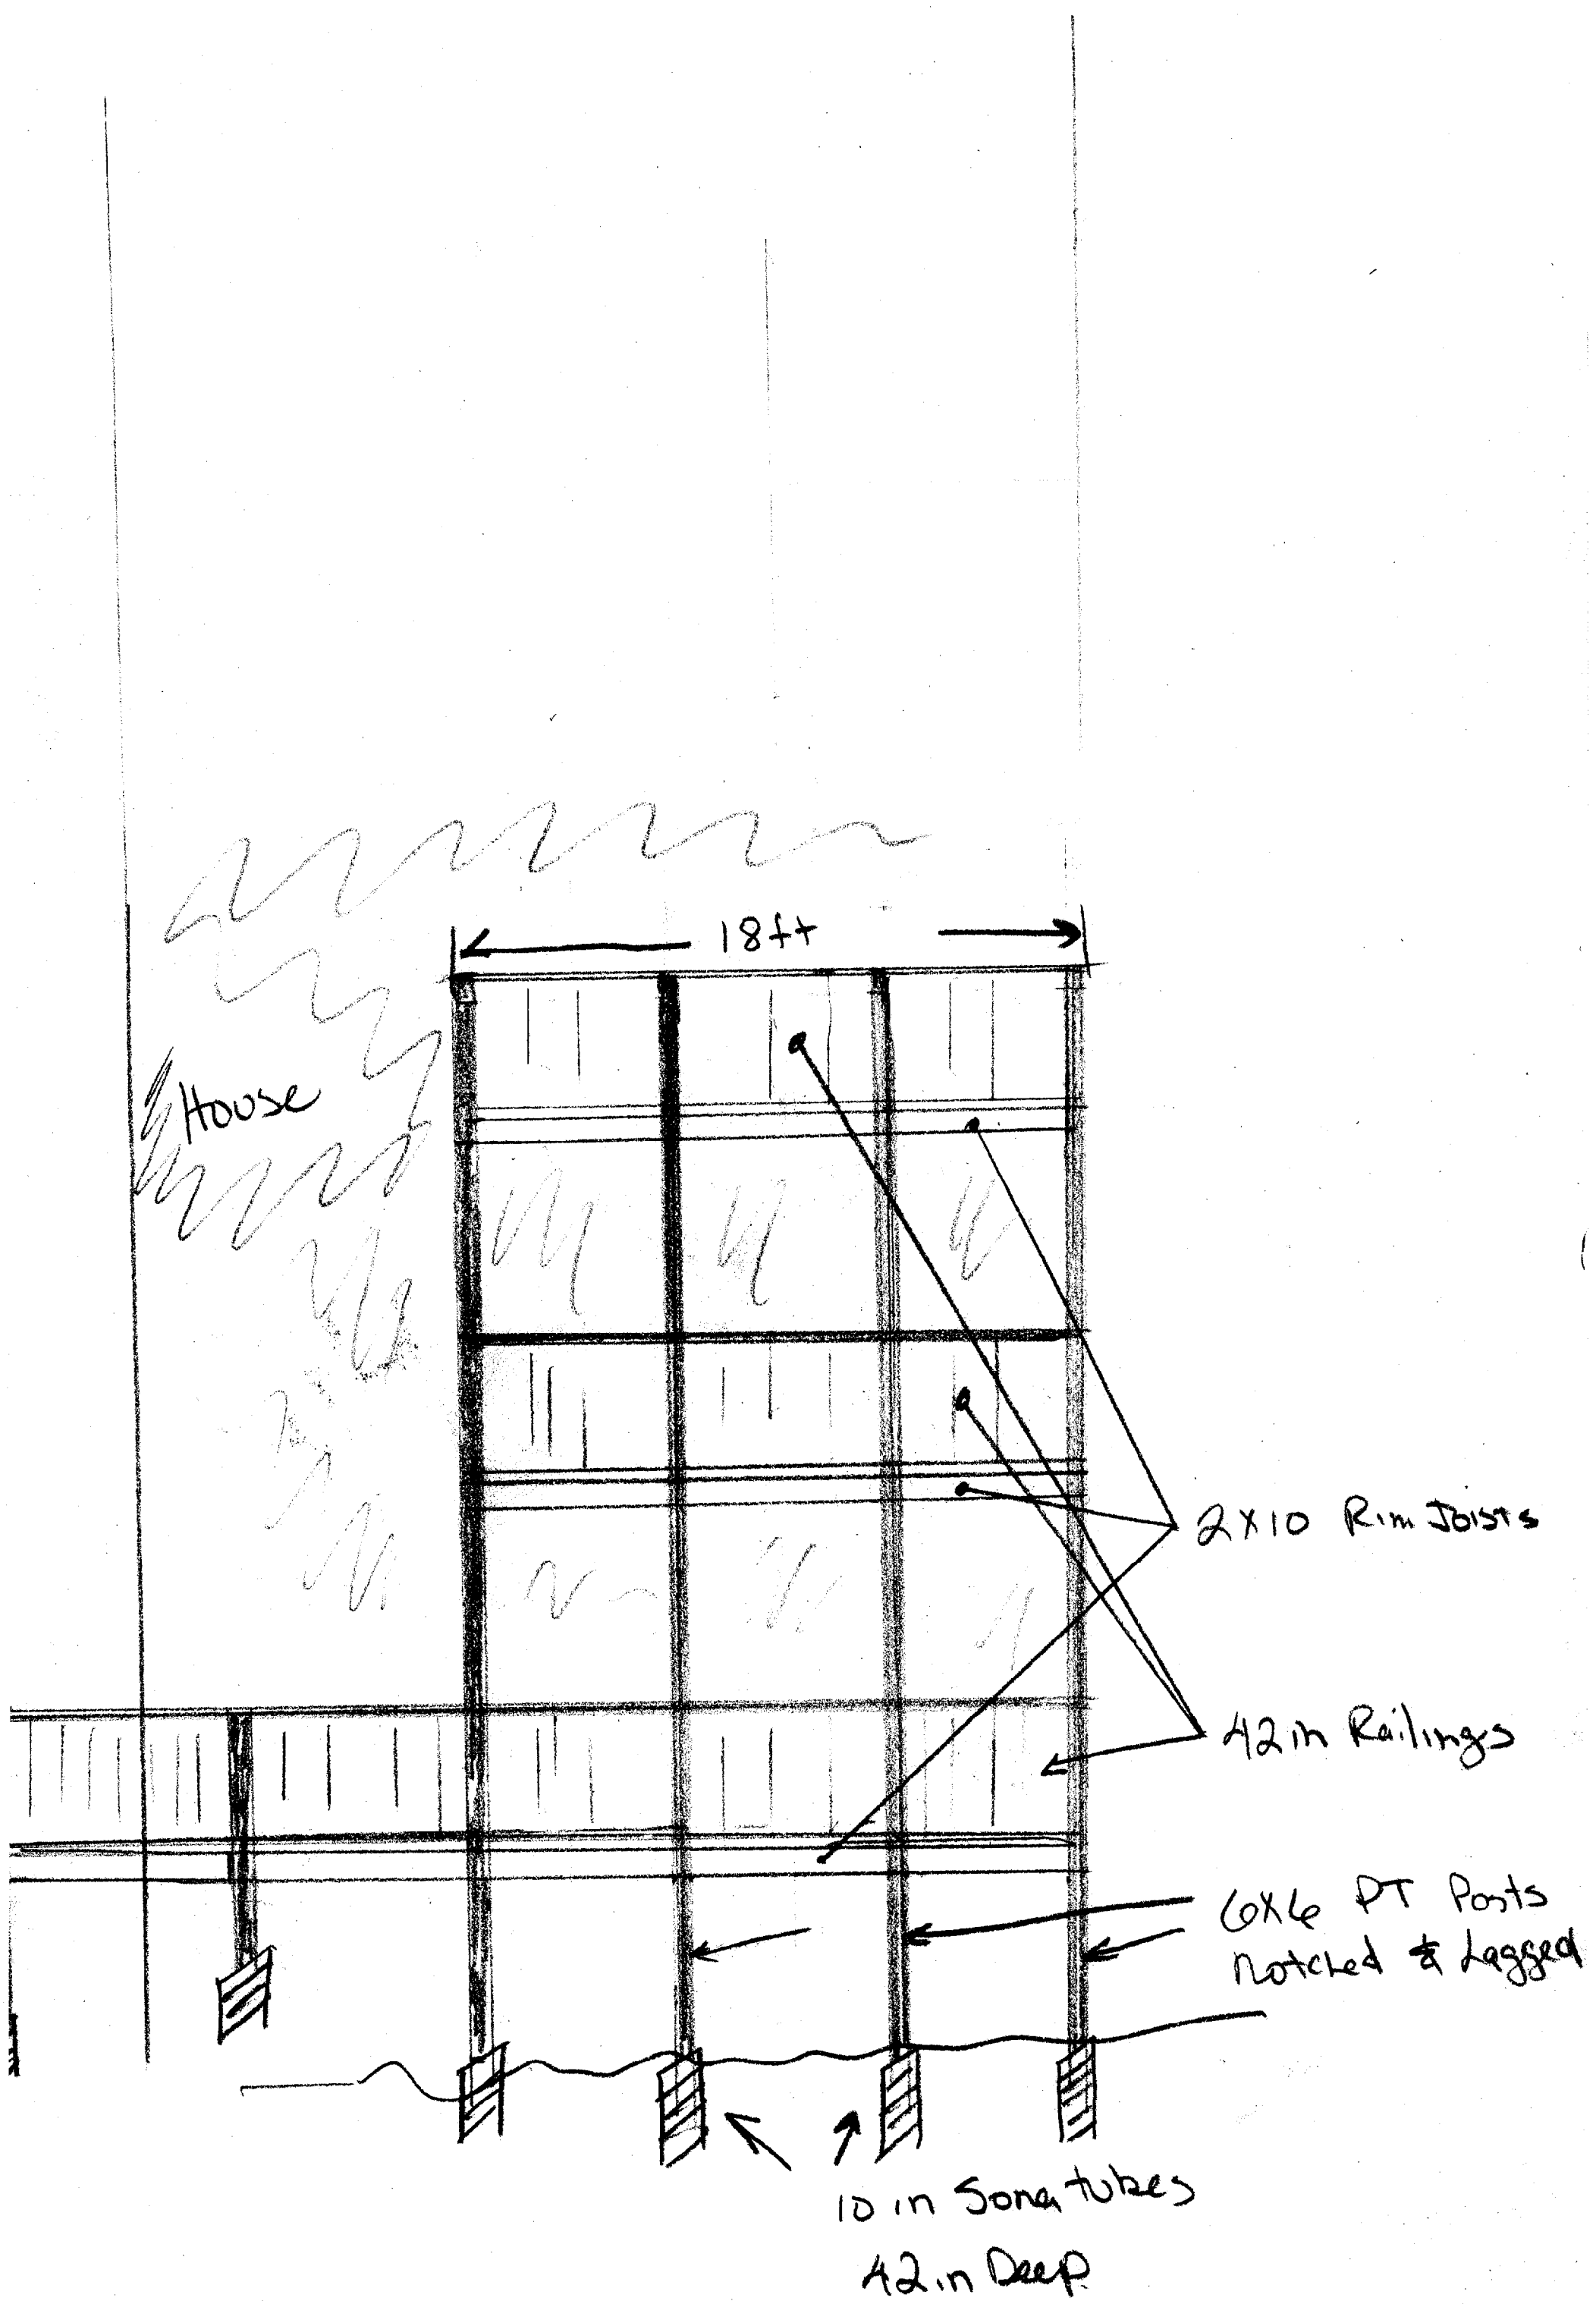 18ft
House
2X10 Rim Joists
42in Railings
6X6 PT Posts
Notched & Lagged
10 in Sona tubes
42in Deep